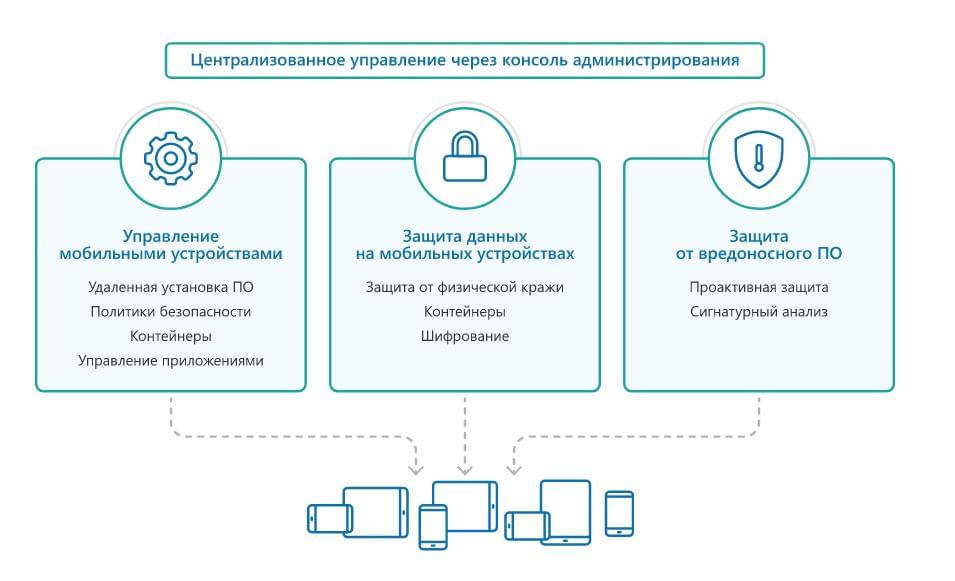 Централизованное управление через консоль администрирования
Управление
мобильными устройствами
Удаленная установка ПО
Политики безопасности
Контейнеры
Управление приложениями
Защита данных
на мобильных устройствах
Защита от физической кражи
Контейнеры
Шифрование
Защита
от вредоносного ПО
Проактивная защита
Сигнатурный анализ